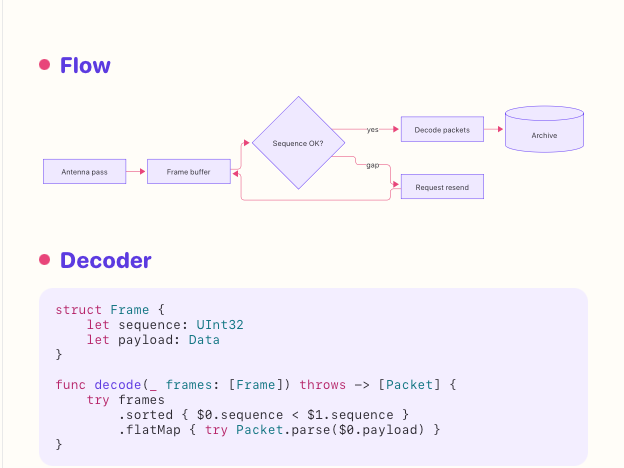 Flow
Antenna pass
Frame buffer
Sequence OK?
yes
gap
Decode packets
Request resend
Archive
Decoder
struct Frame {
    let sequence: UInt32
    let payload: Data
}

func decode(_ frames: [Frame]) throws -> [Packet] {
    try frames
        .sorted { $0.sequence < $1.sequence }
        .flatMap { try Packet.parse($0.payload) }
}